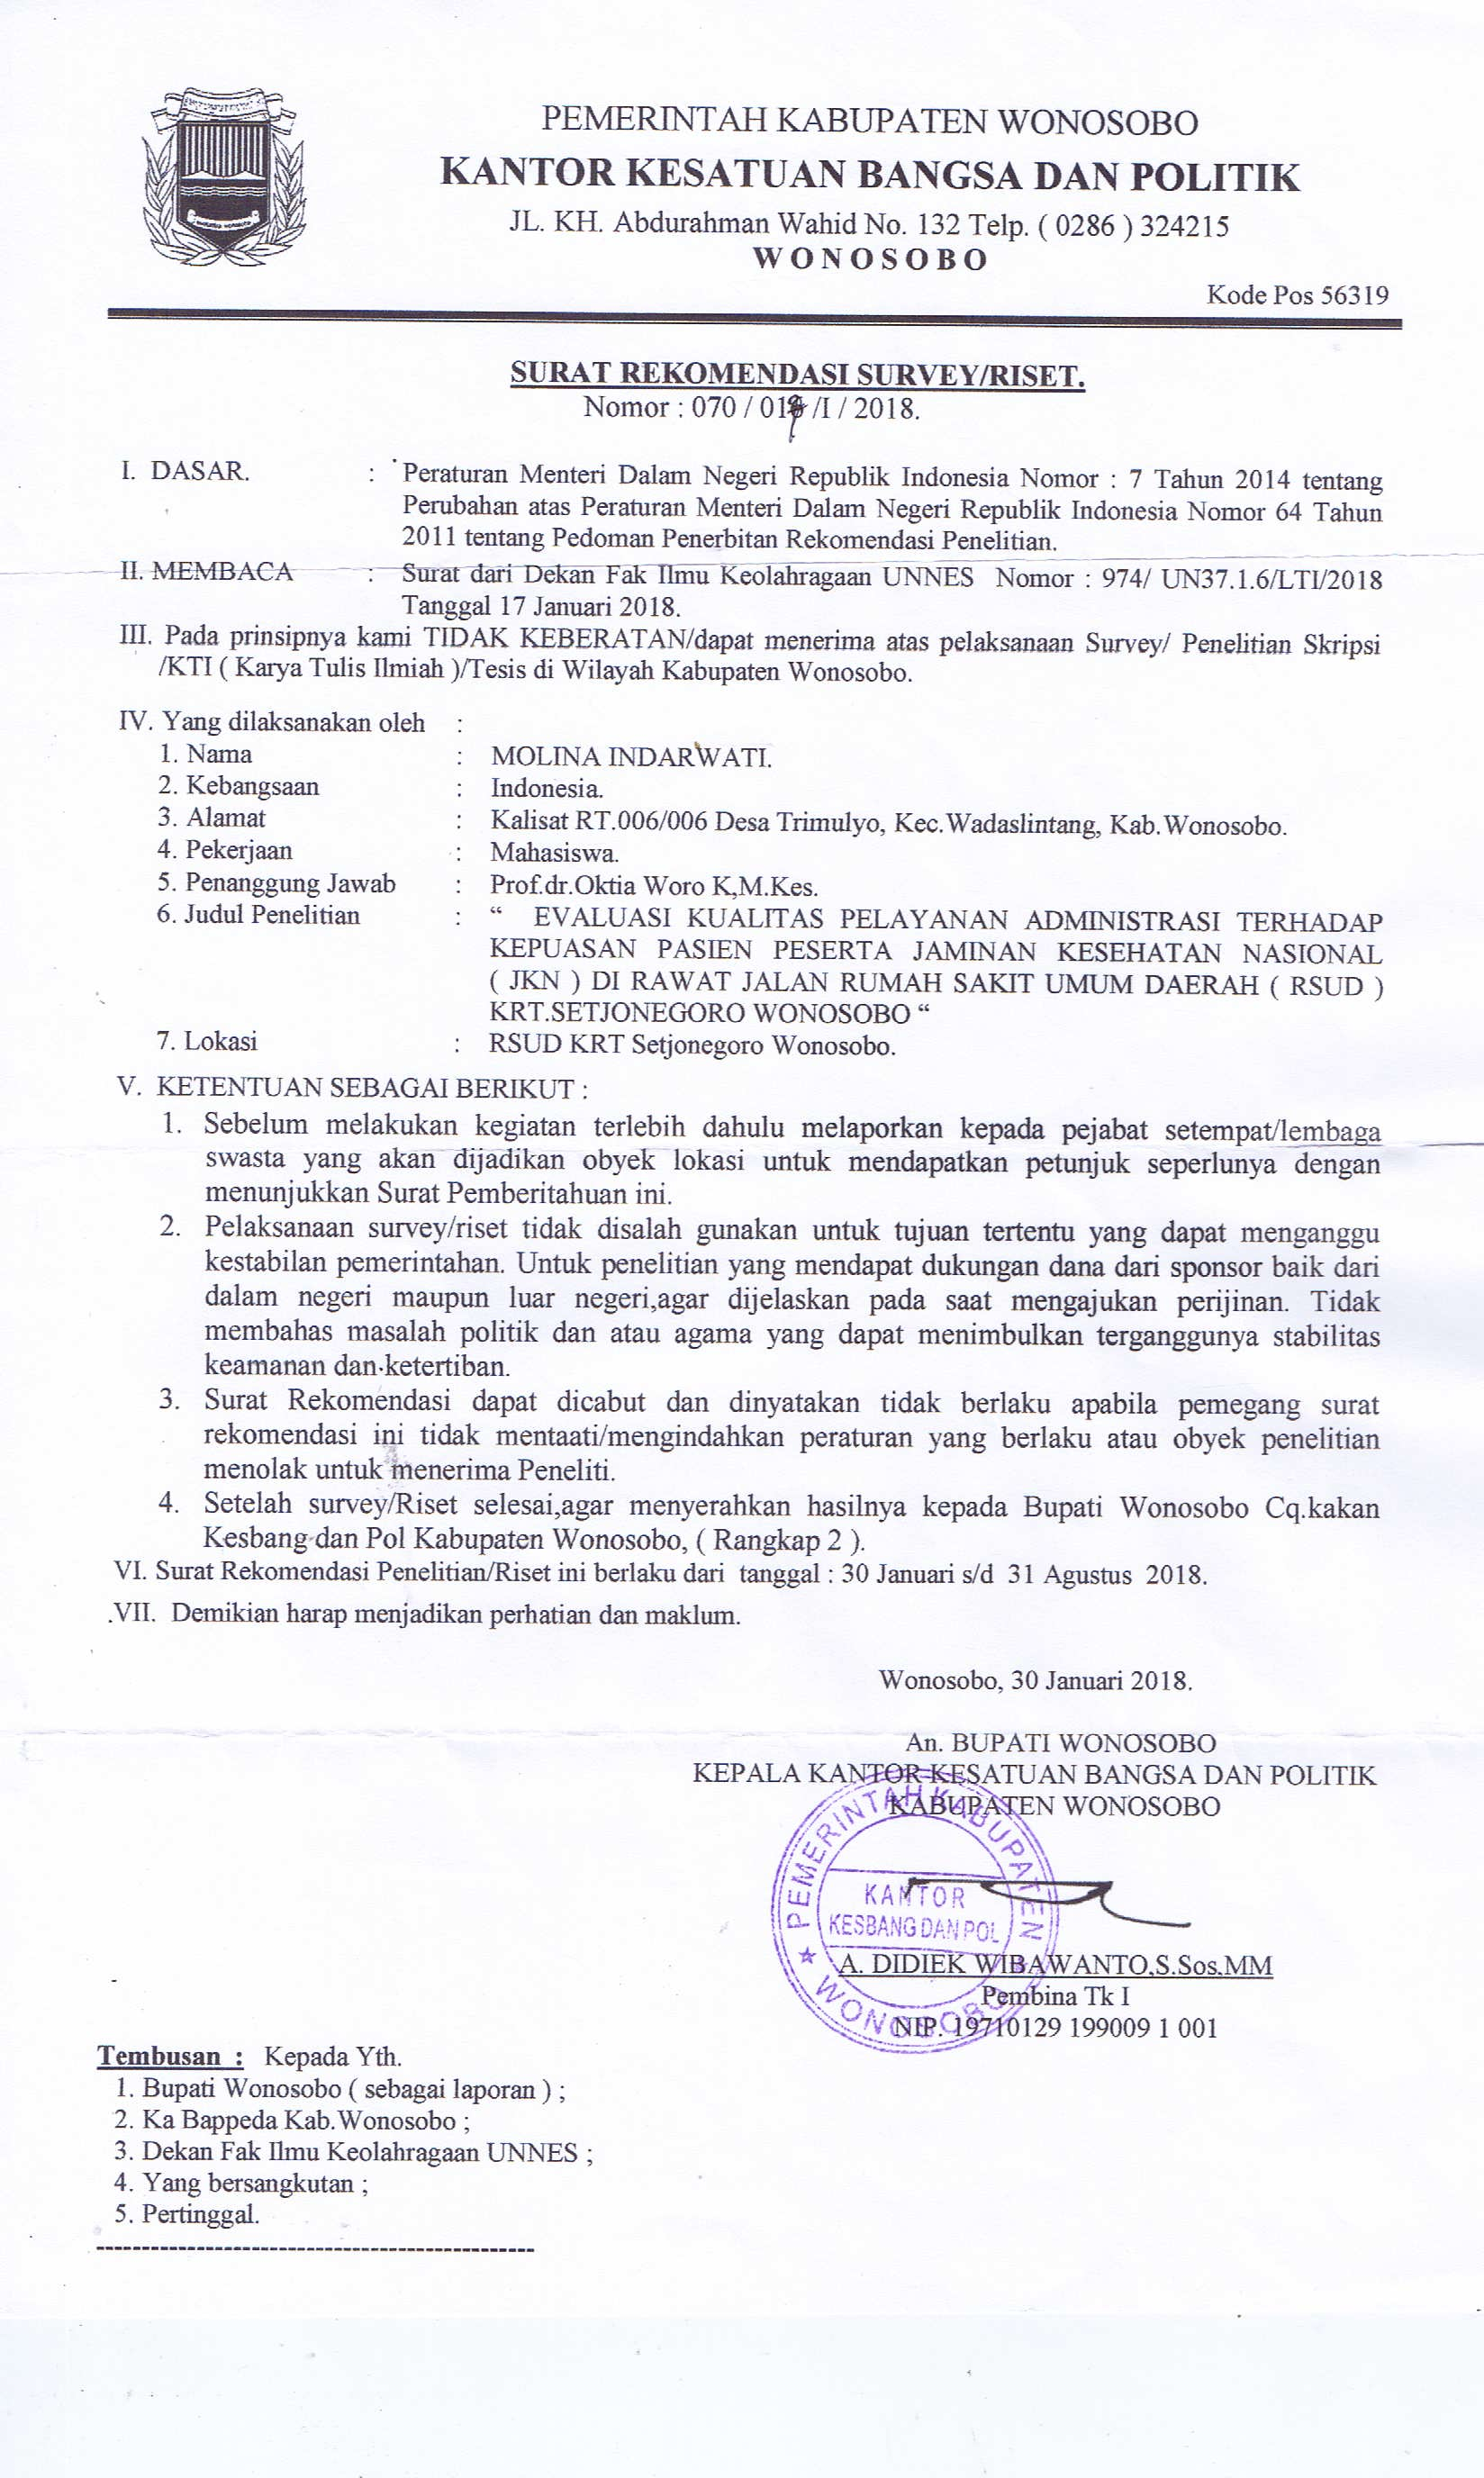 PEMERINTAH KABUPATEN WONOSOBO
KANTOR KESATUAN BANGSA DAN POLITIK
JL. KH. Abdurahman Wahid No. 132 Telp. ( 0286 ) 324215
W O N O S O B O
Kode Pos 56319
SURAT REKOMENDASI SURVEY/RISET.
Nomor : 070 / /I / 2018.
I. DASAR. : Peraturan Menteri Dalam Negeri Republik Indonesia Nomor : 7 Tahun 2014 tentang
Perubahan atas Peraturan Menteri Dalam Negeri Republik Indonesia Nomor 64 Tahun
2011 tentang Pedoman Penerbitan Rekomendasi Penelitian.
II. MEMBACA : Surat dari Dekan Fak Ilmu Keolahragaan UNNES Nomor : 974/ UN37.1.6/LTI/2018
Tanggal 17 Januari 2018.
III. Pada prinsipnya kami TIDAK KEBERATAN/dapat menerima atas pelaksanaan Survey/ Penelitian Skripsi
/KTI ( Karya Tulis Ilmiah )/Tesis di Wilayah Kabupaten Wonosobo.
IV. Yang dilaksanakan oleh :
1. Nama : MOLINA INDARWATI.
2. Kebangsaan : Indonesia.
3. Alamat : Kalisat RT.006/006 Desa Trimulyo, Kec.Wadaslintang, Kab.Wonosobo.
4. Pekerjaan : Mahasiswa.
5. Penanggung Jawab : Prof.dr.Oktia Woro K,M.Kes.
6. Judul Penelitian : “ EVALUASI KUALITAS PELAYANAN ADMINISTRASI TERHADAP
KEPUASAN PASIEN PESERTA JAMINAN KESEHATAN NASIONAL
( JKN ) DI RAWAT JALAN RUMAH SAKIT UMUM DAERAH ( RSUD )
KRT.SETJONEGORO WONOSOBO “
7. Lokasi : RSUD KRT Setjonegoro Wonosobo.
V. KETENTUAN SEBAGAI BERIKUT :
1. Sebelum melakukan kegiatan terlebih dahulu melaporkan kepada pejabat setempat/lembaga
swasta yang akan dijadikan obyek lokasi untuk mendapatkan petunjuk seperlunya dengan
menunjukkan Surat Pemberitahuan ini.
2. Pelaksanaan survey/riset tidak disalah gunakan untuk tujuan tertentu yang dapat menganggu
kestabilan pemerintahan. Untuk penelitian yang mendapat dukungan dana dari sponsor baik dari
dalam negeri maupun luar negeri,agar dijelaskan pada saat mengajukan perijinan. Tidak
membahas masalah politik dan atau agama yang dapat menimbulkan terganggunya stabilitas
keamanan dan ketertiban.
3. Surat Rekomendasi dapat dicabut dan dinyatakan tidak berlaku apabila pemegang surat
rekomendasi ini tidak mentaati/mengindahkan peraturan yang berlaku atau obyek penelitian
menolak untuk menerima Peneliti.
4. Setelah survey/Riset selesai,agar menyerahkan hasilnya kepada Bupati Wonosobo Cq.kakan
Kesbang dan Pol Kabupaten Wonosobo, ( Rangkap 2 ).
VI. Surat Rekomendasi Penelitian/Riset ini berlaku dari tanggal : 30 Januari s/d 31 Agustus 2018.
.VII. Demikian harap menjadikan perhatian dan maklum.
Wonosobo, 30 Januari 2018.
An. BUPATI WONOSOBO
KEPALA KANTOR KESATUAN BANGSA DAN POLITIK
KABUPATEN WONOSOBO
PEMERINTAH KABUPATEN
KANTOR
KESBANG DAN POL
WONOSOBO
A. DIDIEK WIBAWANTO,S.Sos,MM
Pembina Tk I
NIP. 19710129 199009 1 001
Tembusan : Kepada Yth.
1. Bupati Wonosobo ( sebagai laporan ) ;
2. Ka Bappeda Kab.Wonosobo ;
3. Dekan Fak Ilmu Keolahragaan UNNES ;
4. Yang bersangkutan ;
5. Pertinggal.